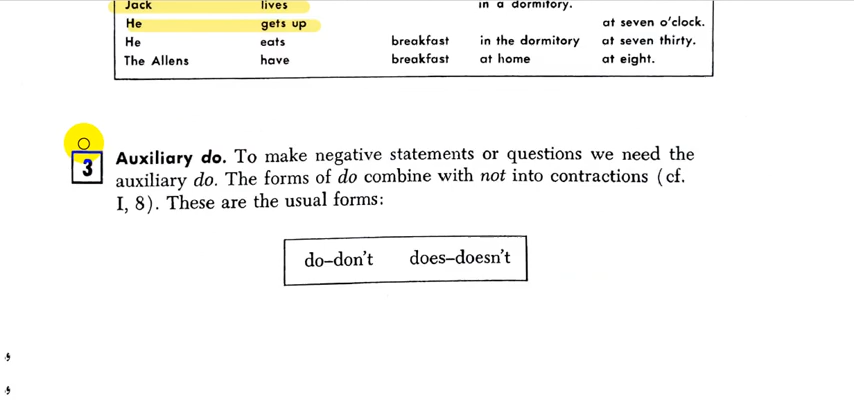 Jack lives in a dormitory.
He gets up at seven o'clock.
He eats breakfast in the dormitory at seven thirty.
The Allens have breakfast at home at eight.
3 Auxiliary do. To make negative statements or questions we need the
auxiliary do. The forms of do combine with not into contractions (cf.
I, 8). These are the usual forms:
do–don't does–doesn't